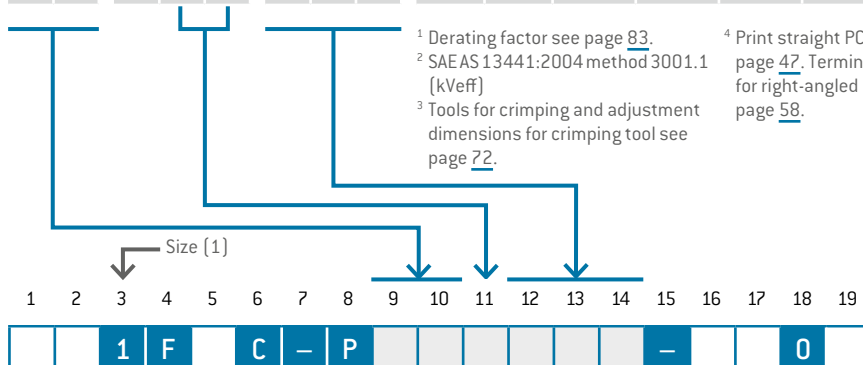 ¹ Derating factor see page 83.
² SAE AS 13441:2004 method 3001.1
(kVeff)
³ Tools for crimping and adjustment
dimensions for crimping tool see
page 72.
⁴ Print straight
page 47.
for right-angled
page 58.
Size (1)
1 2 3 4 5 6 7 8 9 10 11 12 13 14 15 16 17 18 19
1 F C – P – 0